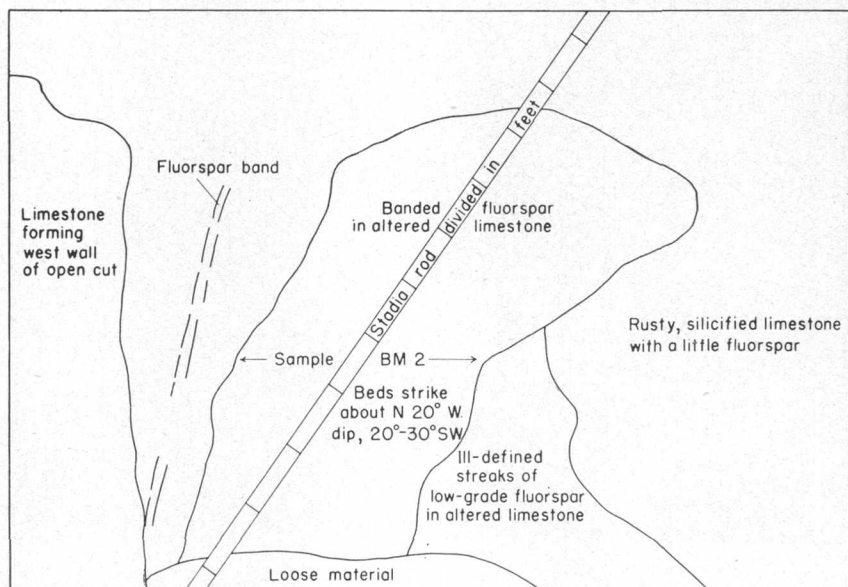 Fluorspar band
Limestone
forming
west wall
of open cut
Banded fluorspar
in altered limestone
Stadia rod divided in feet
Rusty, silicified limestone
with a little fluorspar
Sample BM 2
Beds strike
about N 20° W.
dip, 20°-30°SW
Ill-defined
streaks of
low-grade fluorspar
in altered limestone
Loose material